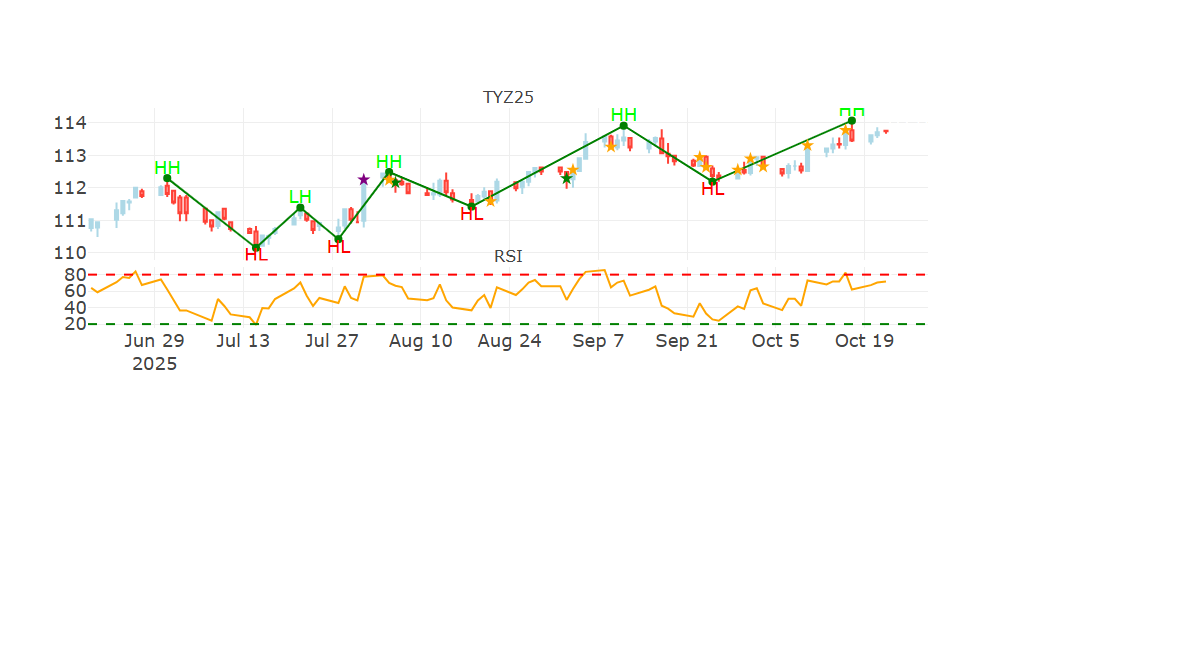 TYZ25
114
113
112
111
110
HH
HL
LH
HL
HH
HL
HH
HL
HH
RSI
80
60
40
20
Jun 29 Jul 13 Jul 27 Aug 10 Aug 24 Sep 7 Sep 21 Oct 5 Oct 19
2025